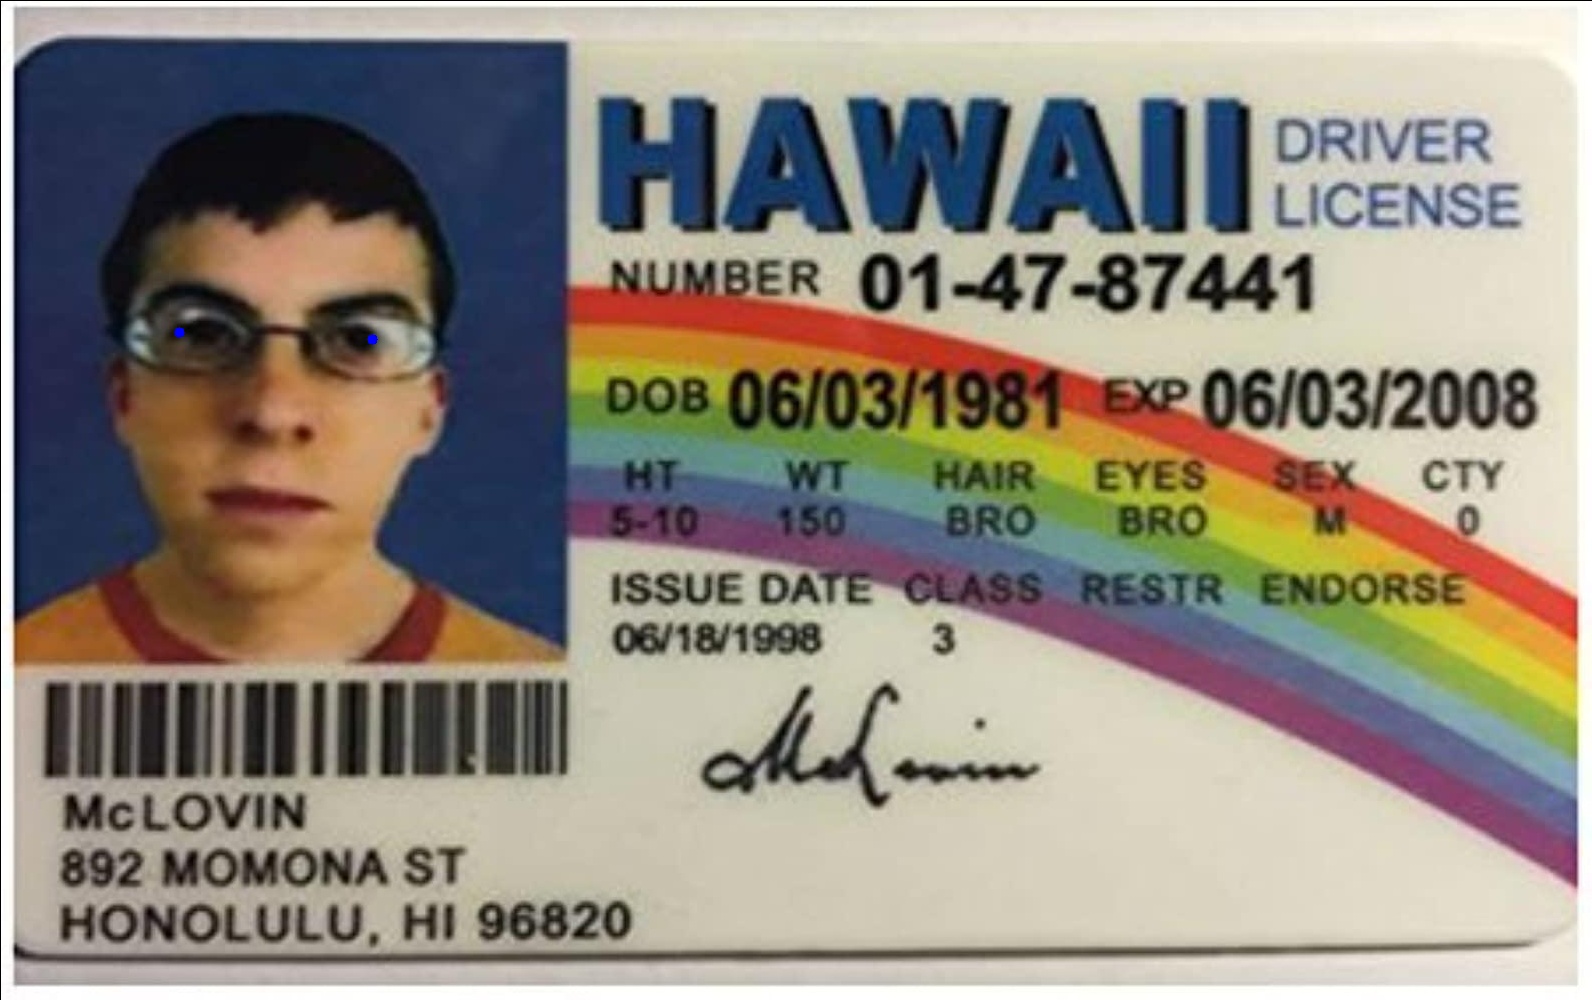 HAWAII DRIVER LICENSE
NUMBER 01-47-87441
DOB 06/03/1981 EXP 06/03/2008
HT WT HAIR EYES SEX CTY
5-10 150 BRO BRO M 0
ISSUE DATE CLASS RESTR ENDORSE
06/18/1998 3
McLovin
McLOVIN
892 MOMONA ST
HONOLULU, HI 96820